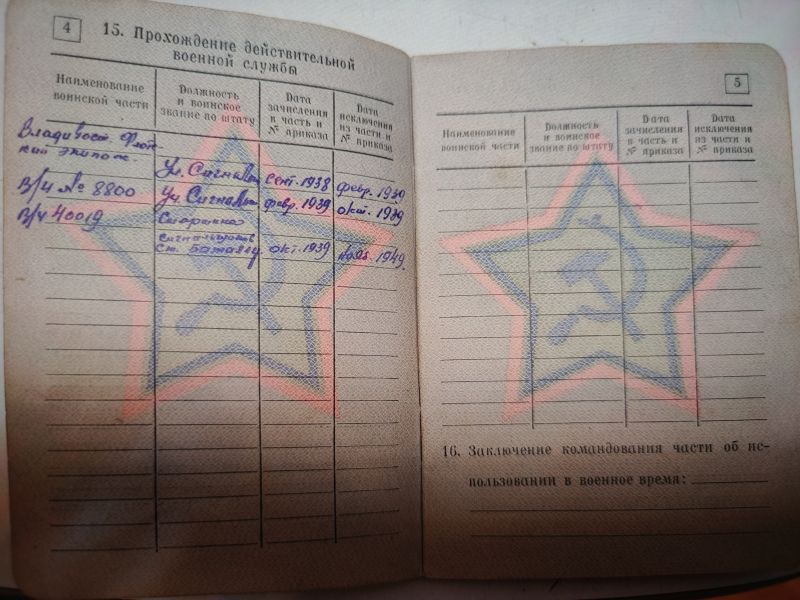 4
15. Прохождение действительной
военной службы
Наименование
воинской части
Должность
и воинское
звание по штату
Дата
зачисления
в часть и
№ приказа
Дата
исключения
из части и
№ приказа
Владивост. Флот-
ский экипаж.
Уч. Сигнальщ сент. 1938 февр. 1939
В/ч № 8800 Уч. Сигнальщ февр. 1939 окт. 1939
В/ч 40019 Старшина
сигнальщиков
ст. баталер окт. 1939 1949.
5
Наименование
воинской части
Должность
и воинское
звание по штату
Дата
зачисления
в часть и
№ приказа
Дата
исключения
из части и
№ приказа
16. Заключение командования части об ис-
пользовании в военное время: